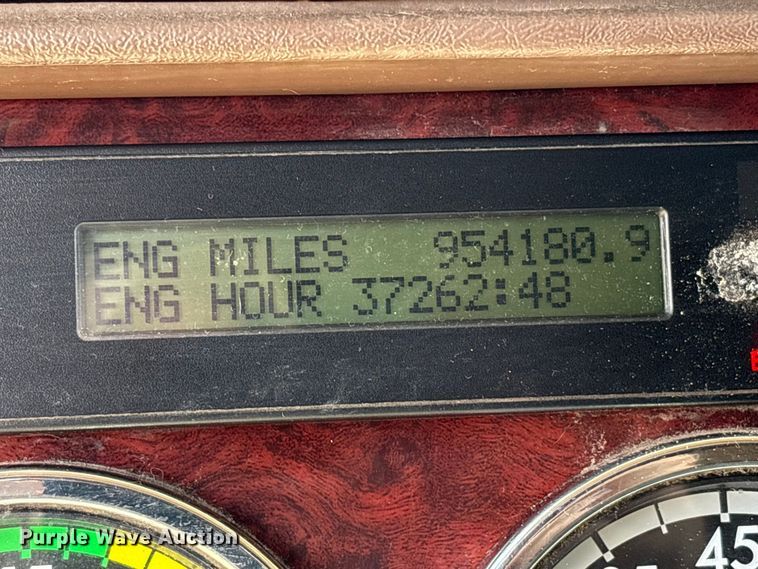 ENG MILES 954180.9
ENG HOUR 37262:48
Purple Wave Auction
45